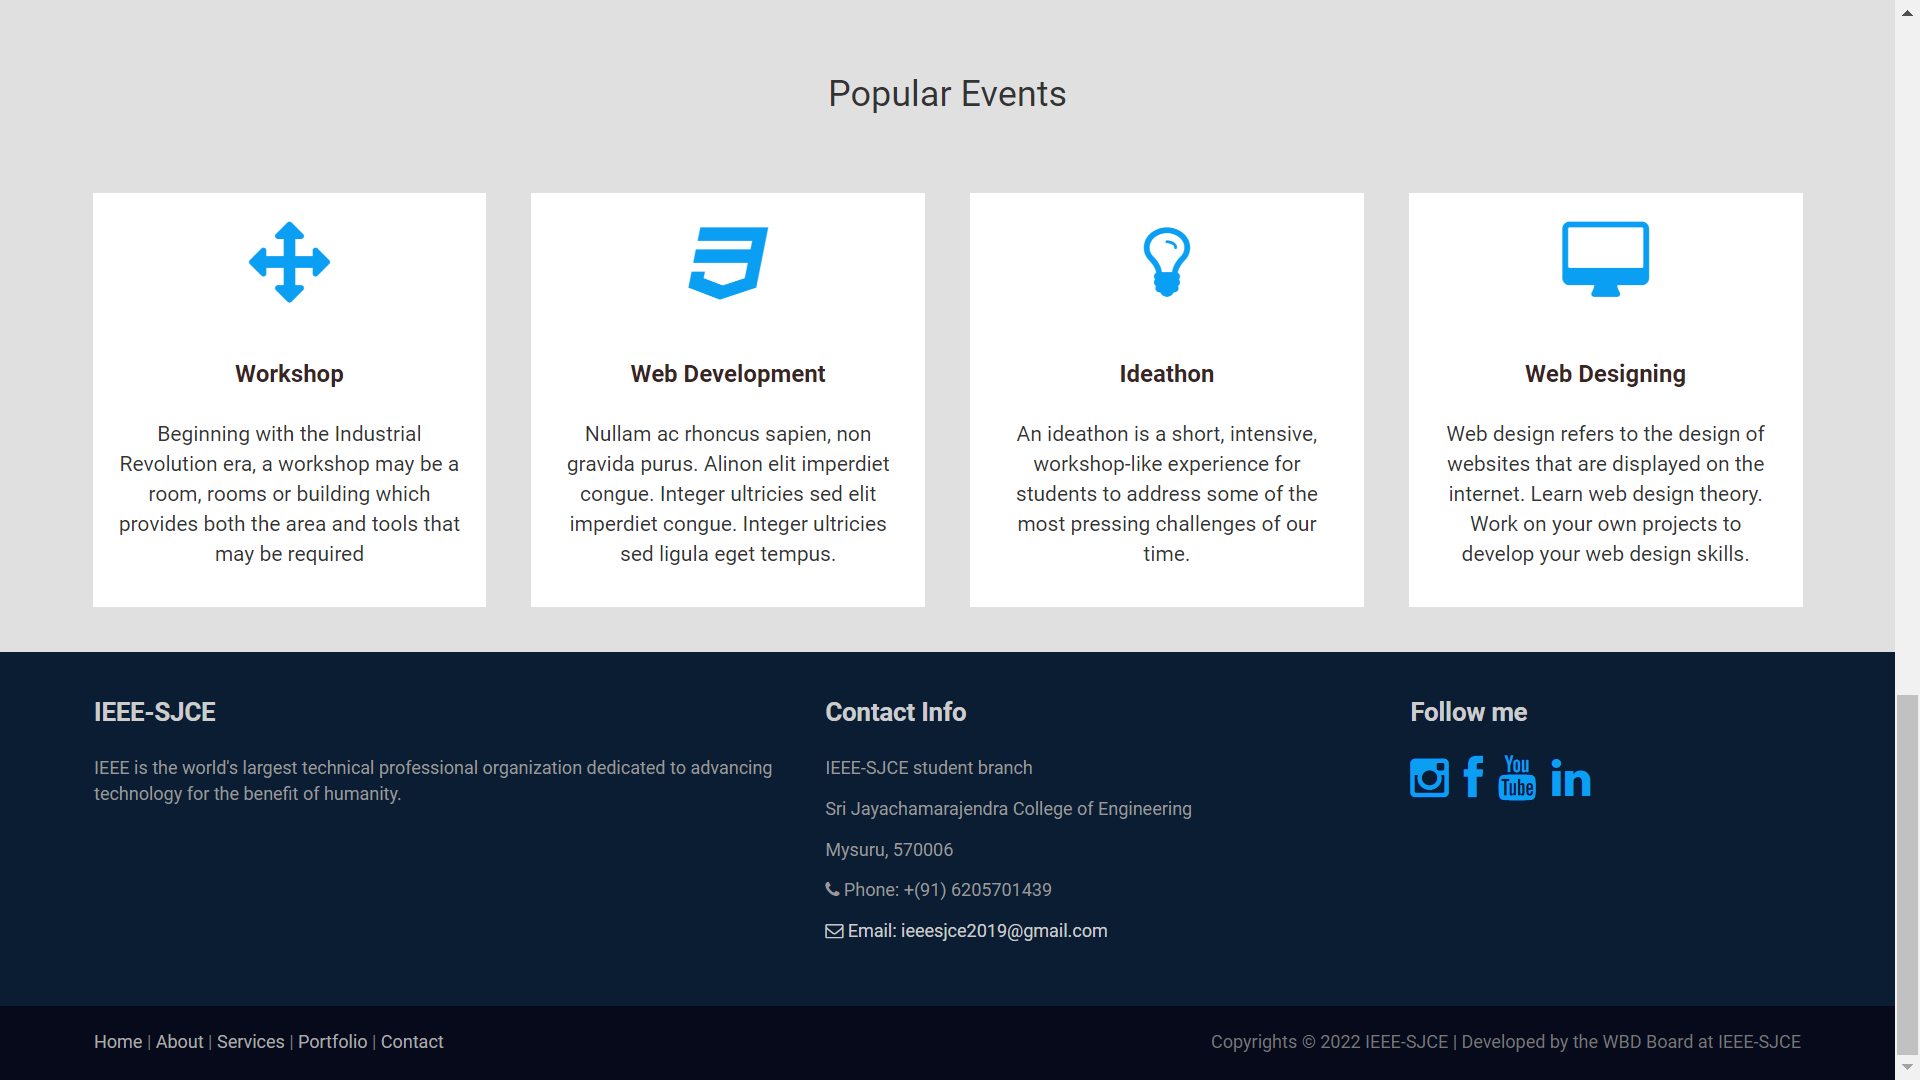 Popular Events
Workshop
Beginning with the Industrial
Revolution era, a workshop may be a
room, rooms or building which
provides both the area and tools that
may be required
Web Development
Nullam ac rhoncus sapien, non
gravida purus. Alinon elit imperdiet
congue. Integer ultricies sed elit
imperdiet congue. Integer ultricies
sed ligula eget tempus.
Ideathon
An ideathon is a short, intensive,
workshop-like experience for
students to address some of the
most pressing challenges of our
time.
Web Designing
Web design refers to the design of
websites that are displayed on the
internet. Learn web design theory.
Work on your own projects to
develop your web design skills.
IEEE-SJCE
IEEE is the world's largest technical professional organization dedicated to advancing
technology for the benefit of humanity.
Contact Info
IEEE-SJCE student branch
Sri Jayachamarajendra College of Engineering
Mysuru, 570006
Phone: +(91) 6205701439
Email: ieeesjce2019@gmail.com
Follow me
You
Tube
in
Home | About | Services | Portfolio | Contact
Copyrights © 2022 IEEE-SJCE | Developed by the WBD Board at IEEE-SJCE